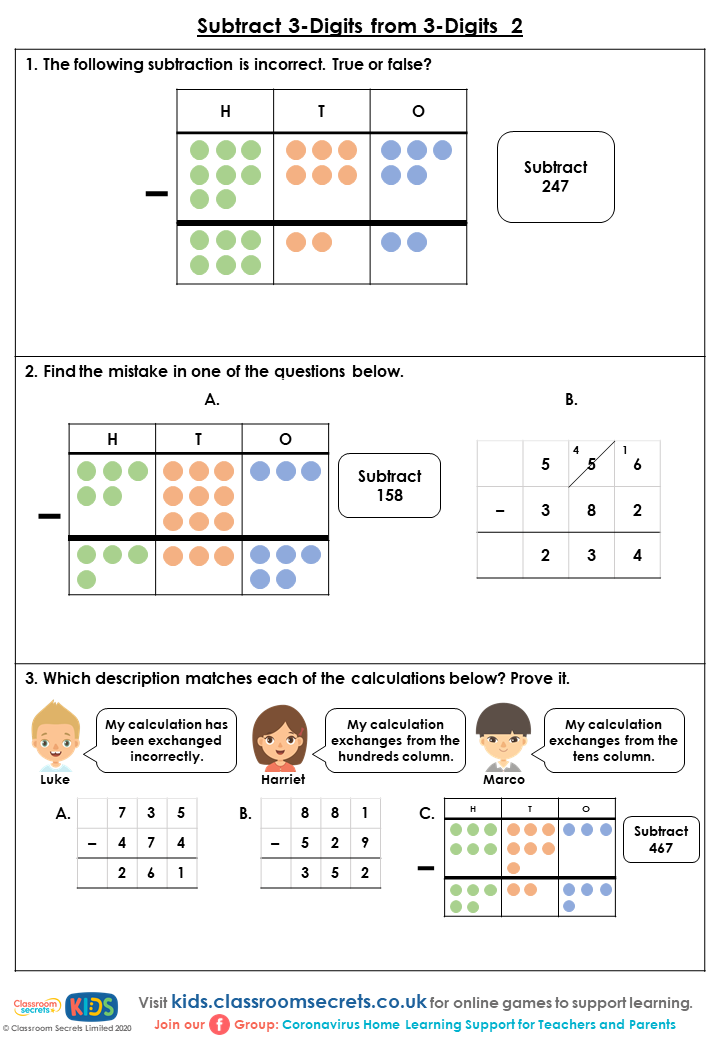 Subtract 3-Digits from 3-Digits 2
1. The following subtraction is incorrect. True or false?
H T O
Subtract
247
–
2. Find the mistake in one of the questions below.
A. B.
H T O
Subtract
158
–
4 1
5 5 6
– 3 8 2
2 3 4
3. Which description matches each of the calculations below? Prove it.
My calculation has
been exchanged
incorrectly.
Luke
My calculation
exchanges from the
hundreds column.
Harriet
My calculation
exchanges from the
tens column.
Marco
A.
7 3 5
– 4 7 4
2 6 1
B.
8 8 1
– 5 2 9
3 5 2
C.
H T O
Subtract
467
–
Classroom
secrets
KIDS
© Classroom Secrets Limited 2020
Visit kids.classroomsecrets.co.uk for online games to support learning.
Join our f Group: Coronavirus Home Learning Support for Teachers and Parents